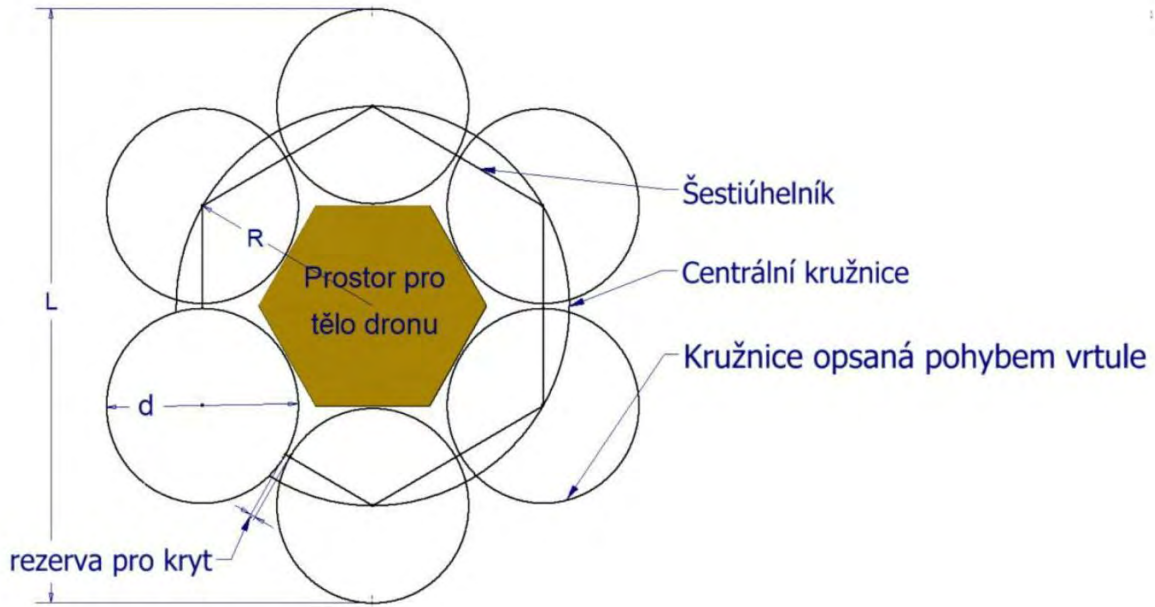 Šestiúhelník
R
Prostor pro
tělo dronu
Centrální kružnice
L
Kružnice opsaná pohybem vrtule
d
rezerva pro kryt